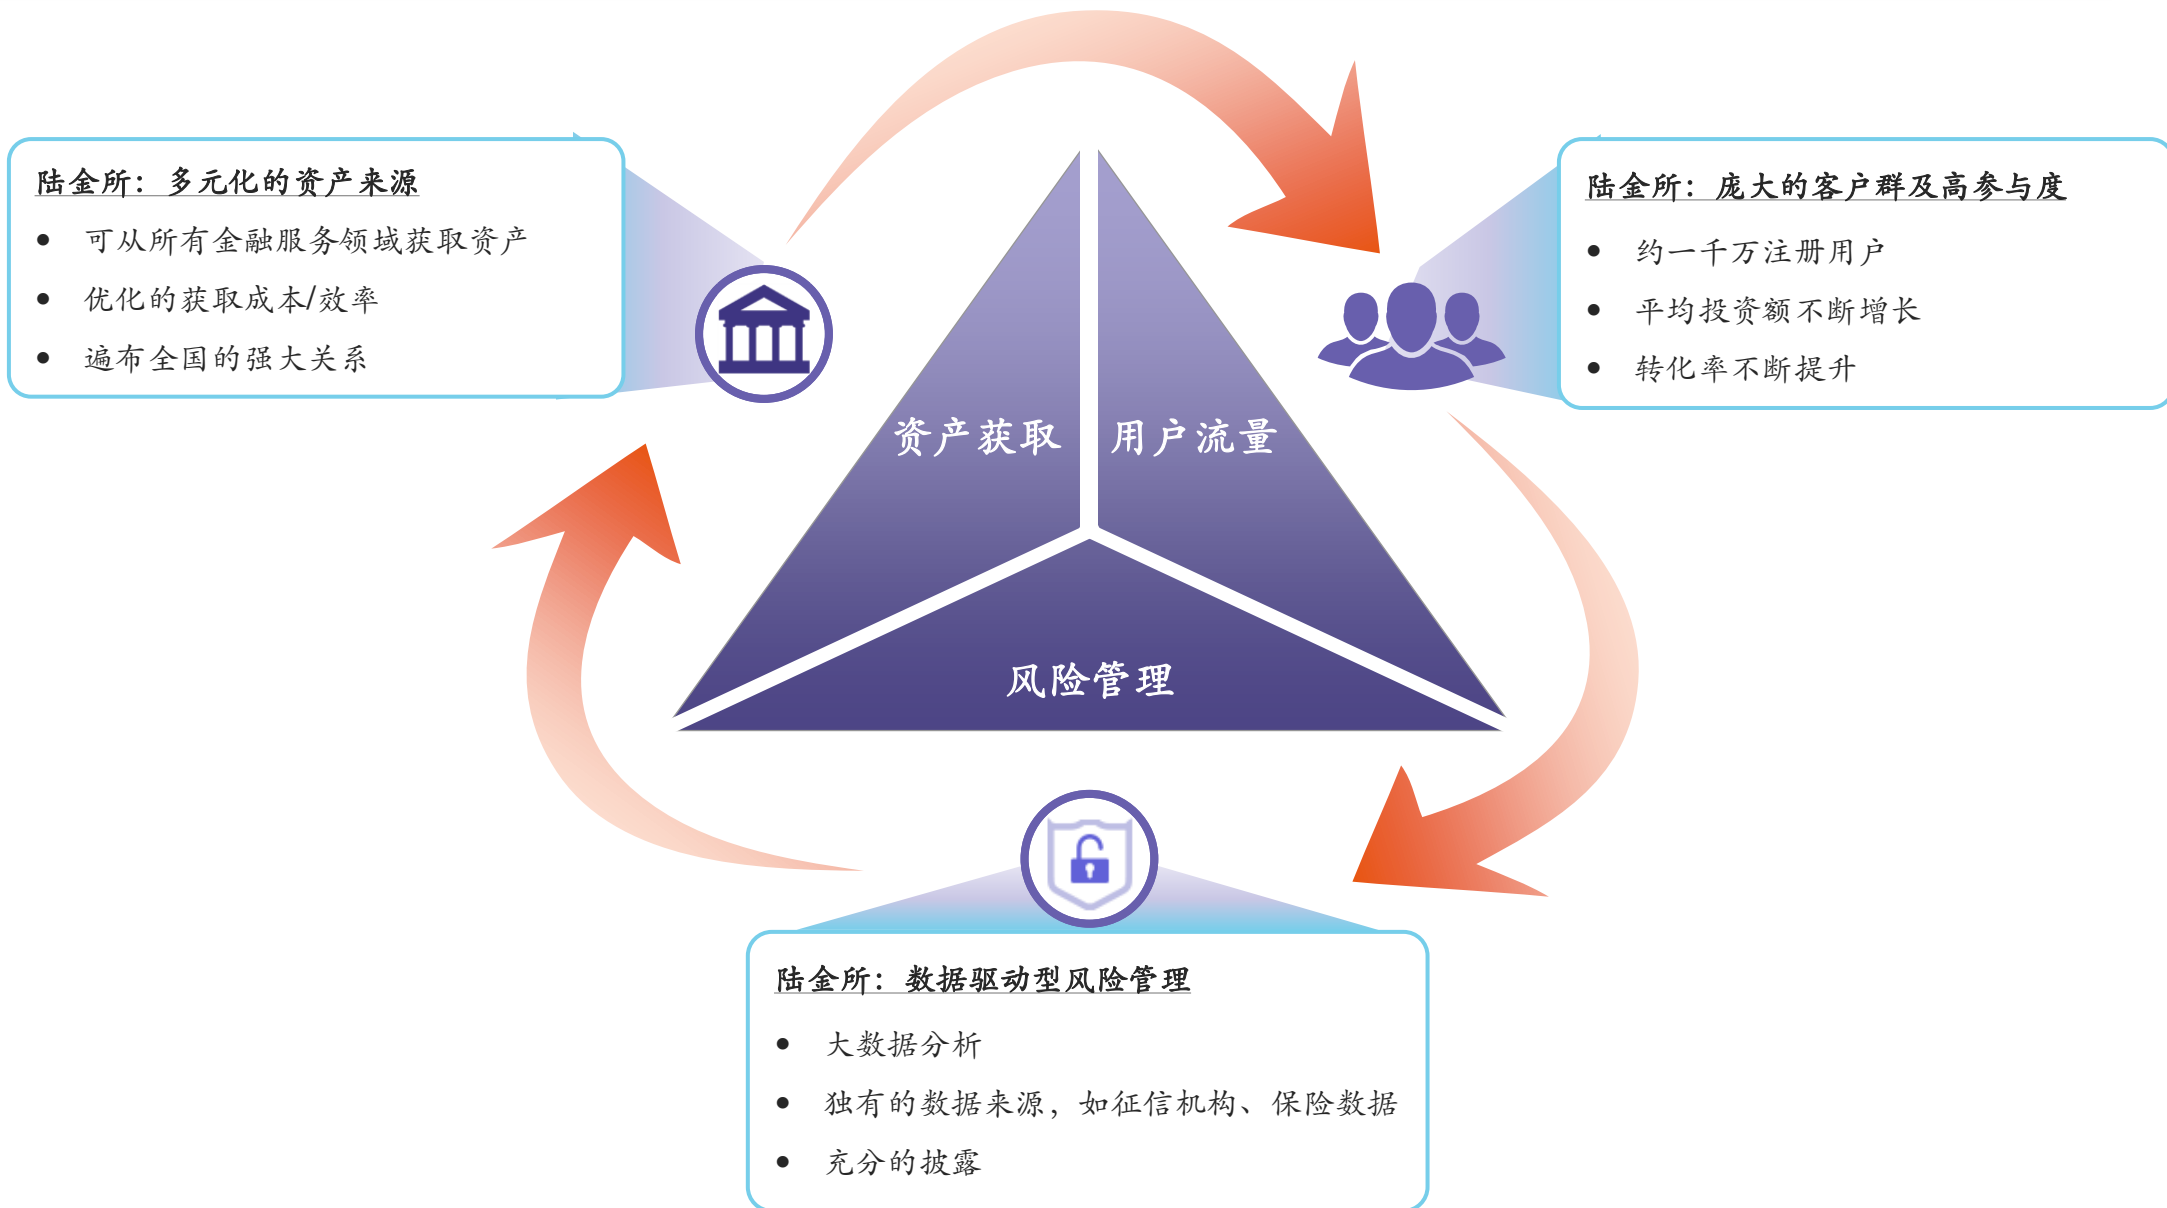 陆金所：多元化的资产来源
● 可从所有金融服务领域获取资产
● 优化的获取成本/效率
● 遍布全国的强大关系
陆金所：庞大的客户群及高参与度
● 约一千万注册用户
● 平均投资额不断增长
● 转化率不断提升
资产获取
用户流量
风险管理
陆金所：数据驱动型风险管理
● 大数据分析
● 独有的数据来源，如征信机构、保险数据
● 充分的披露